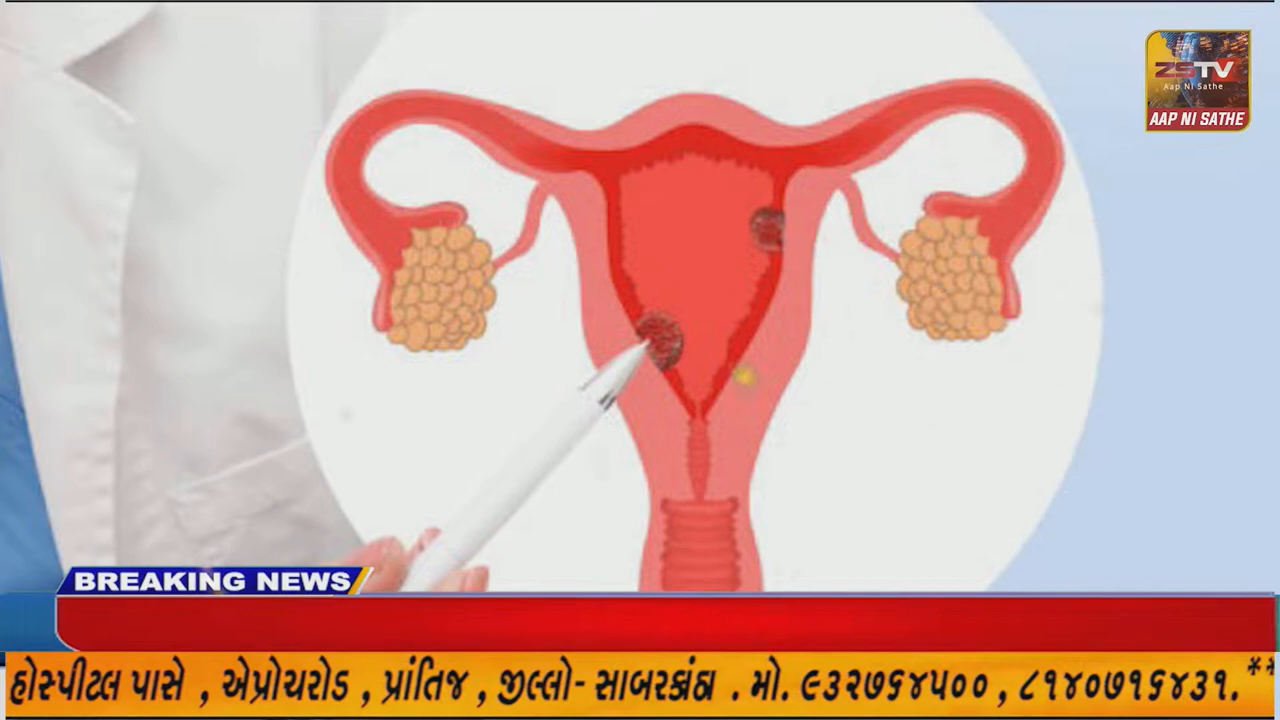 ZSTV
Aap Ni Sathe
AAP NI SATHE
BREAKING NEWS
હોસ્પીટલ પાસે , એપ્રોચરોડ , પ્રાંતિજ , જીલ્લો- સાબરકાંઠા . મો. ૯૩૨૭૬૪૫૦૦ , ૮૧૪૦૭૧૬૪૩૧. **